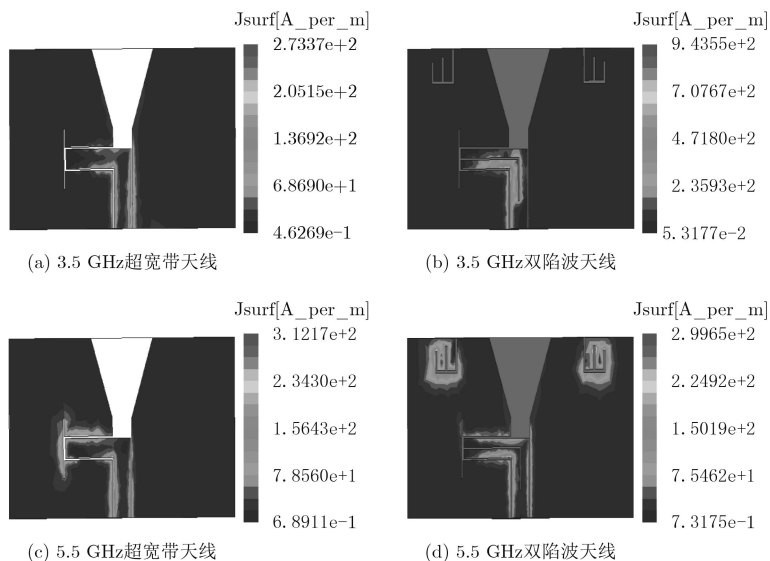 Jsurf[A_per_m]
2.7337e+2
2.0515e+2
1.3692e+2
6.8690e+1
4.6269e-1
(a) 3.5 GHz超宽带天线
Jsurf[A_per_m]
9.4355e+2
7.0767e+2
4.7180e+2
2.3593e+2
5.3177e-2
(b) 3.5 GHz双陷波天线
Jsurf[A_per_m]
3.1217e+2
2.3430e+2
1.5643e+2
7.8560e+1
6.8911e-1
(c) 5.5 GHz超宽带天线
Jsurf[A_per_m]
2.9965e+2
2.2492e+2
1.5019e+2
7.5462e+1
7.3175e-1
(d) 5.5 GHz双陷波天线